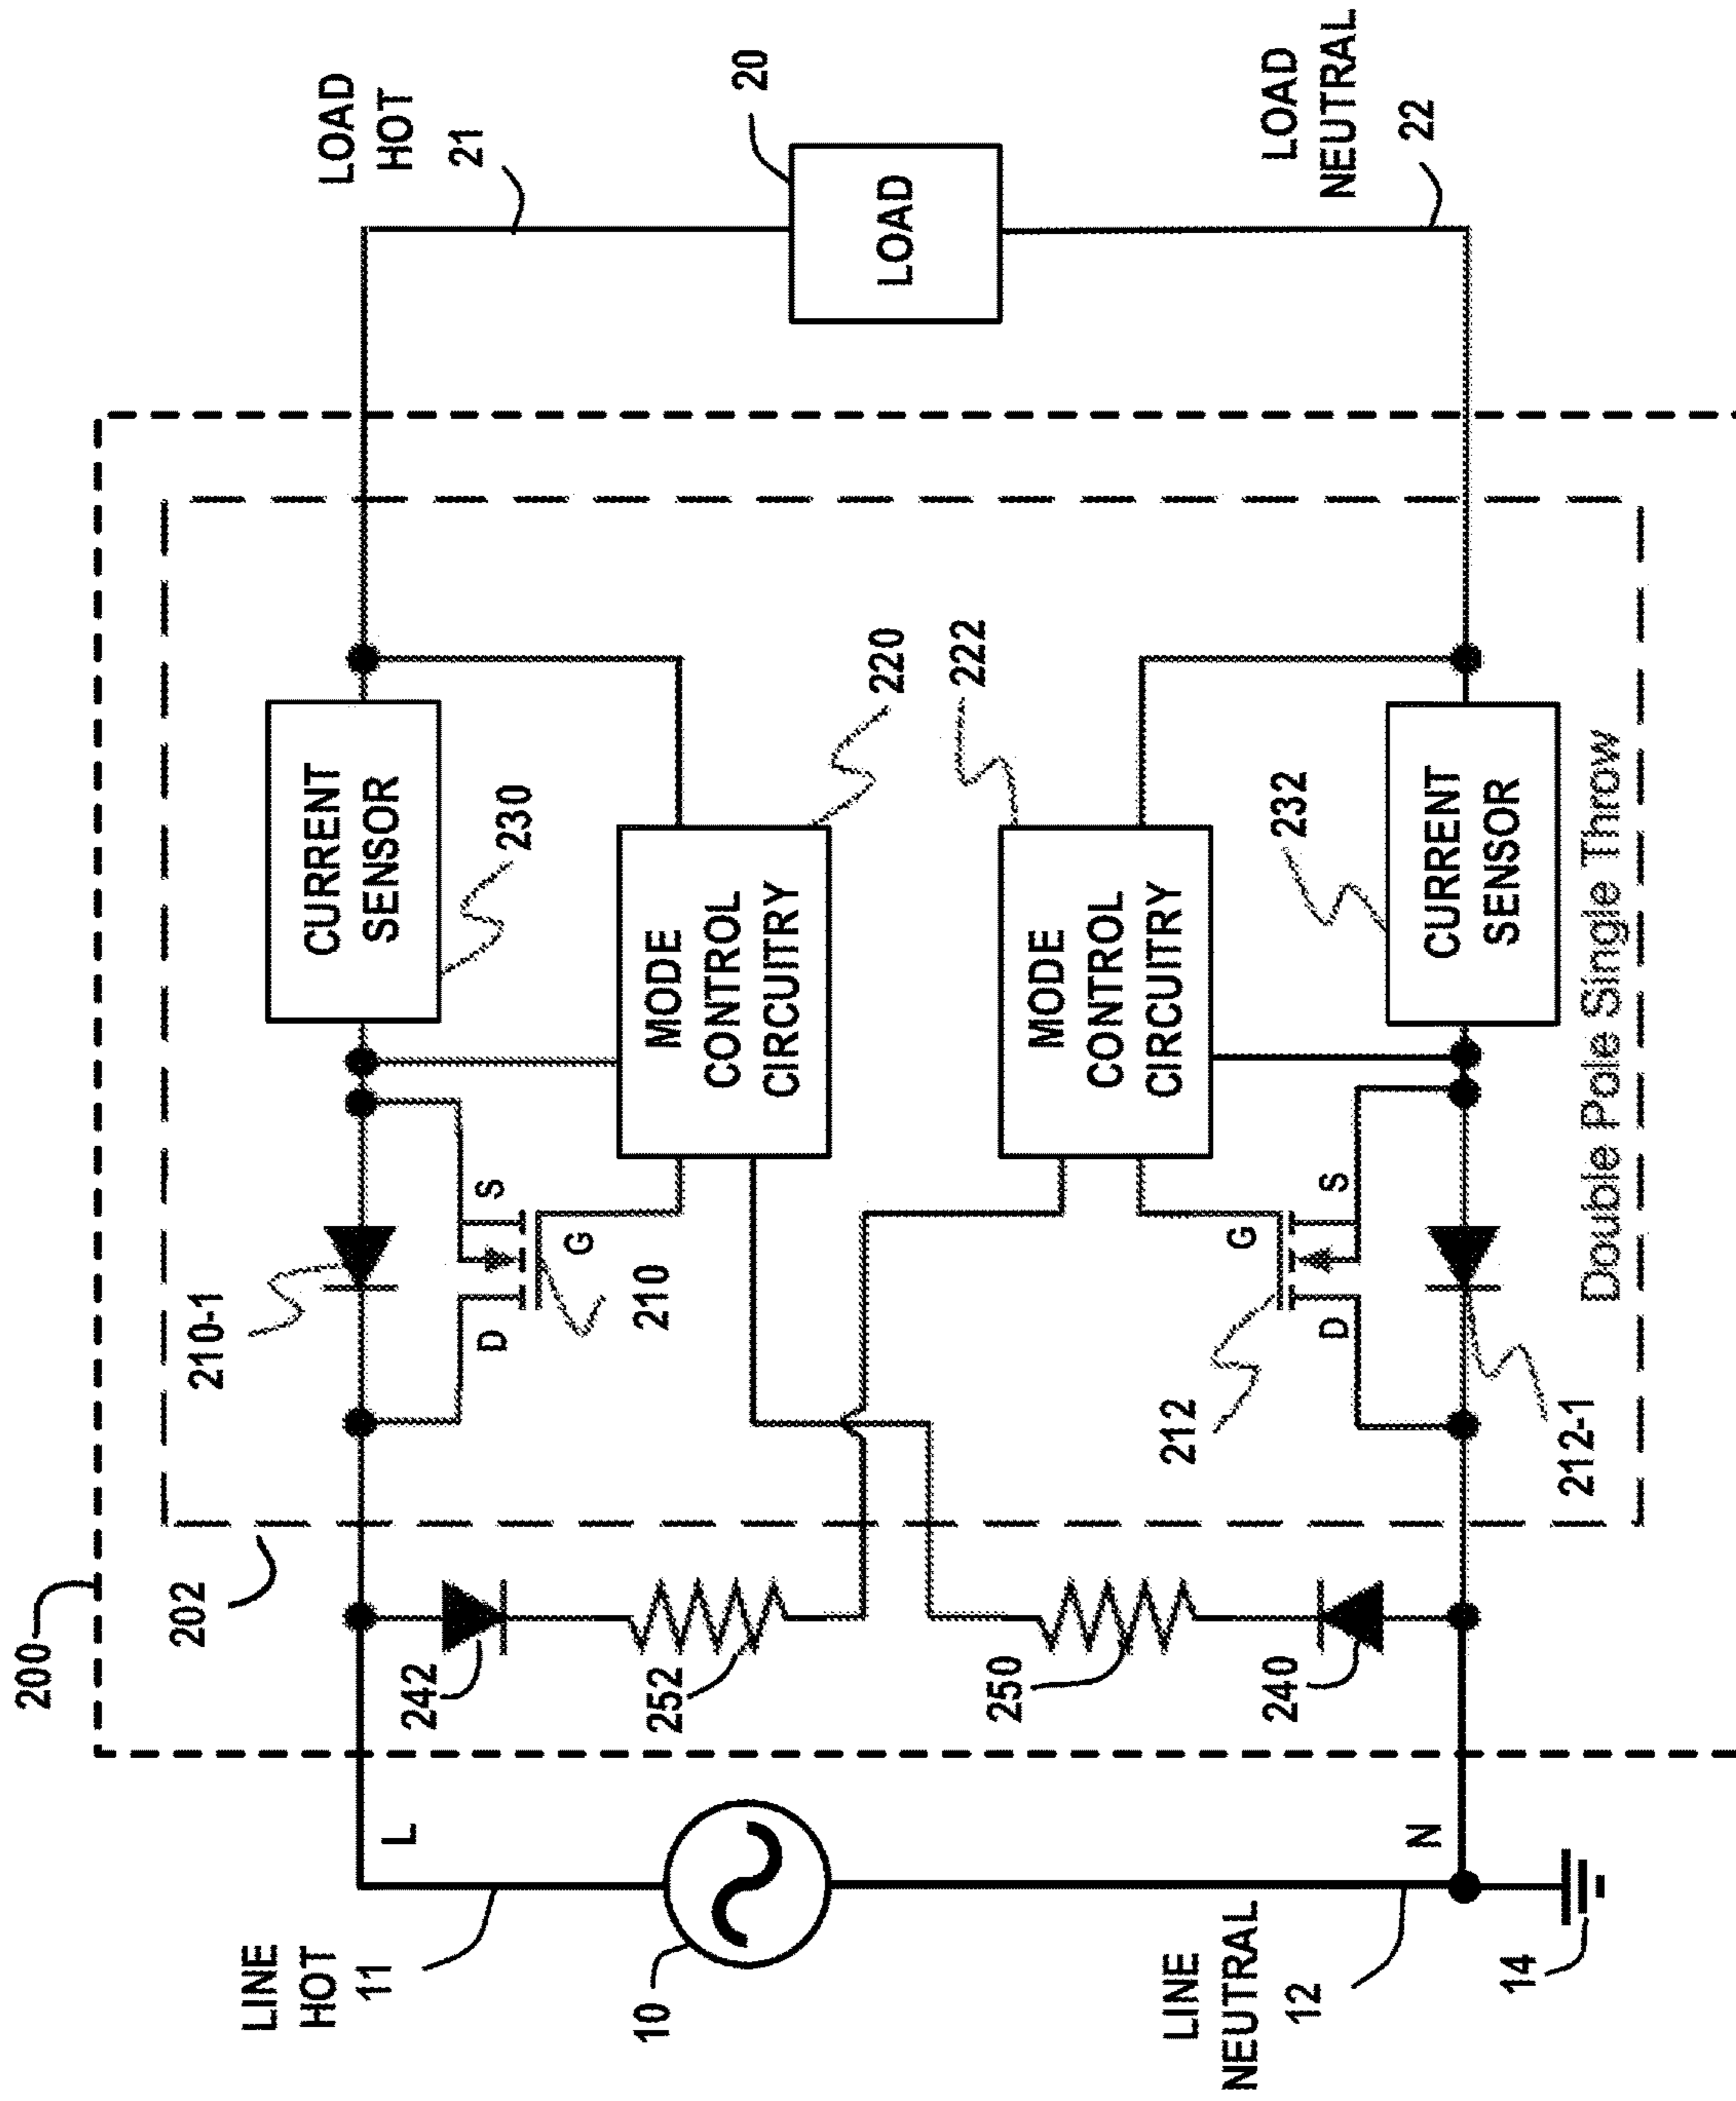 200
202
LINE
HOT
11
L
10
LINE
NEUTRAL
12
N
14
242
252
250
240
210-1
D
S
G
210
CURRENT
SENSOR
230
MODE
CONTROL
CIRCUITRY
220
MODE
CONTROL
CIRCUITRY
222
G
D
S
212
212-1
CURRENT
SENSOR
232
Double Pole Single Throw
LOAD
HOT
21
LOAD
20
LOAD
NEUTRAL
22